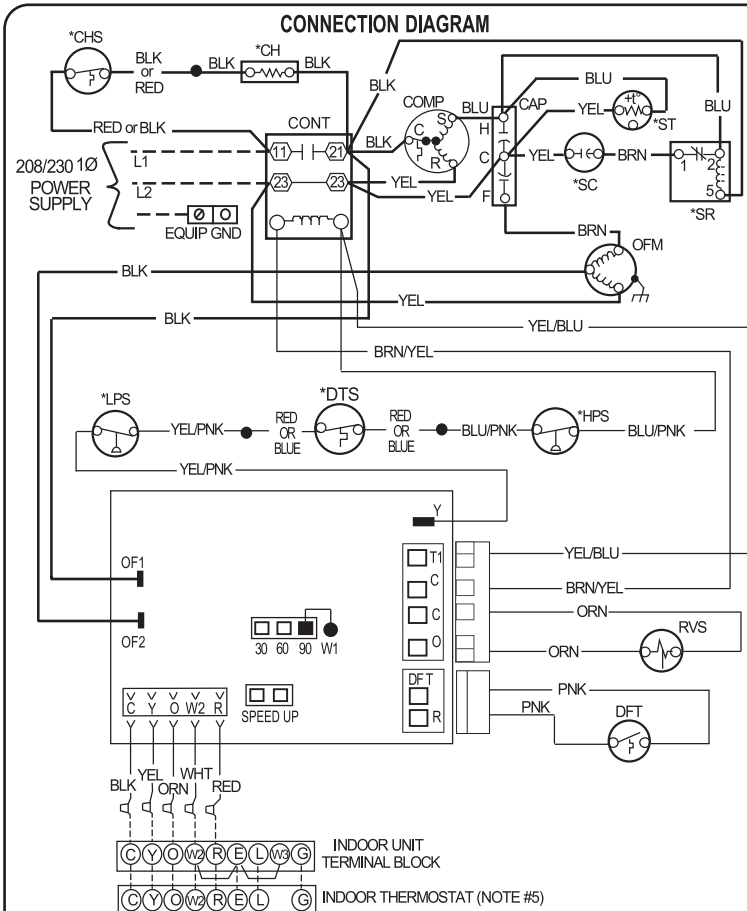 CONNECTION DIAGRAM
*CHS
BLK
or
RED
*CH
BLK
BLK
BLK
RED or BLK
CONT
11
21
L1
208/230 1Ø
POWER
SUPPLY
23
23
L2
EQUIP GND
BLK
COMP
C
S
R
BLU
YEL
YEL
CAP
H
C
F
BLU
YEL
+t°
*ST
BLU
YEL
*SC
BRN
1
2
5
*SR
BRN
OFM
BLK
YEL
BLK
YEL/BLU
BRN/YEL
*LPS
YEL/PNK
RED
OR
BLUE
*DTS
RED
OR
BLUE
BLU/PNK
*HPS
BLU/PNK
YEL/PNK
Y
OF1
T1
YEL/BLU
C
BRN/YEL
C
ORN
OF2
O
ORN
RVS
30 60 90 W1
DFT
R
PNK
PNK
DFT
SPEED UP
C Y O W2 R
BLK
YEL
ORN
WHT
RED
C Y O W2 R E L W3 G
INDOOR UNIT
TERMINAL BLOCK
C Y O W2 R E L G
INDOOR THERMOSTAT (NOTE #5)